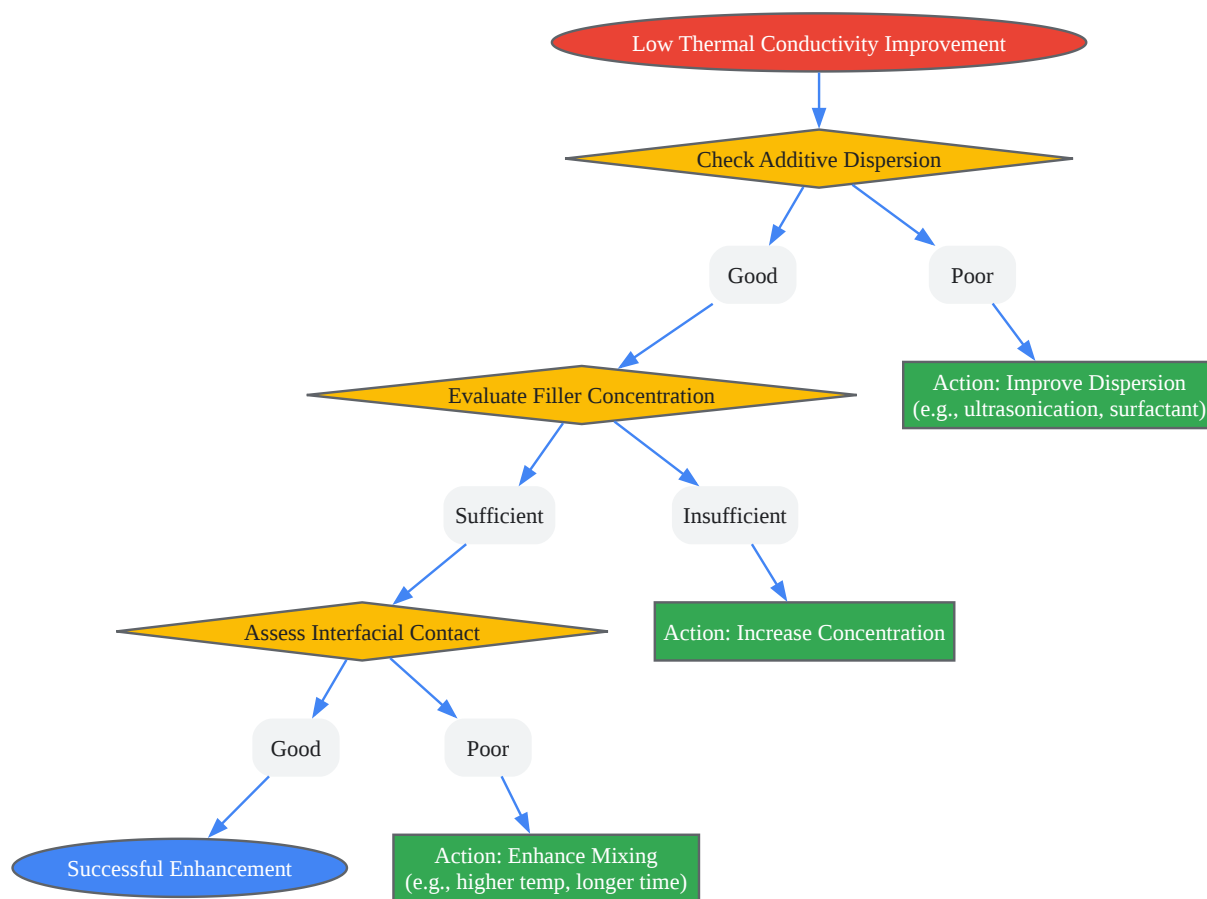 Low Thermal Conductivity Improvement
Check Additive Dispersion
Good
Poor
Action: Improve Dispersion
(e.g., ultrasonication, surfactant)
Evaluate Filler Concentration
Sufficient
Insufficient
Action: Increase Concentration
Assess Interfacial Contact
Good
Poor
Successful Enhancement
Action: Enhance Mixing
(e.g., higher temp, longer time)